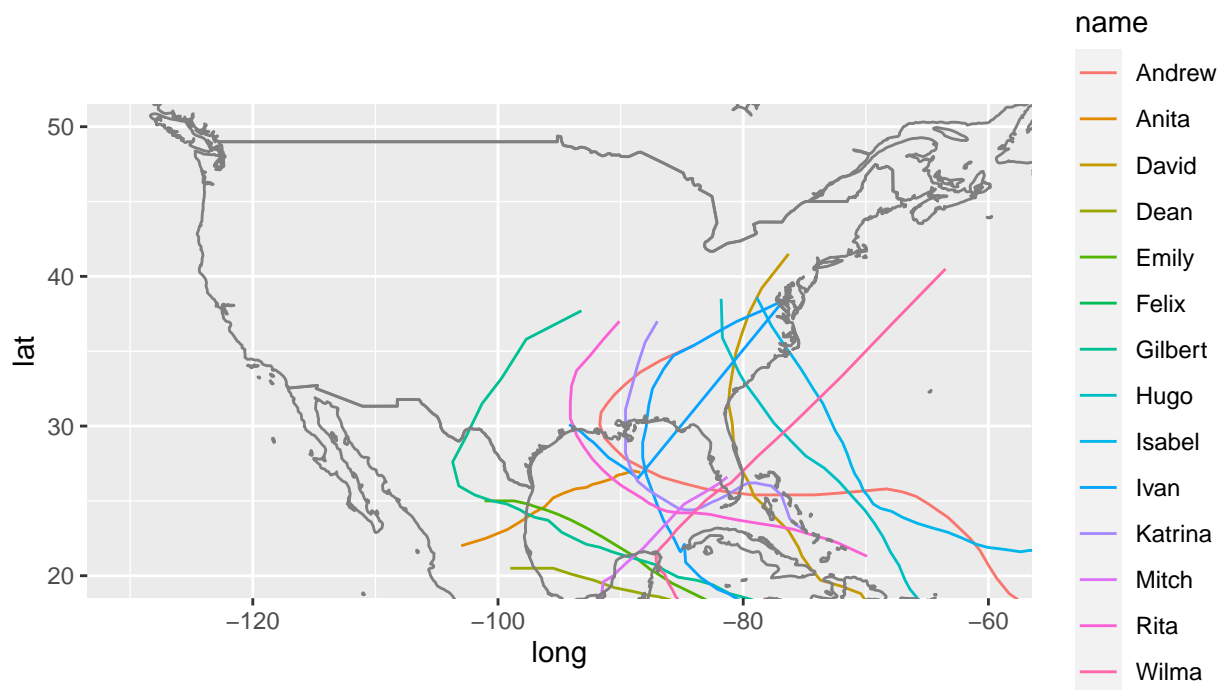 name
Andrew
Anita
David
Dean
Emily
Felix
Gilbert
Hugo
Isabel
Ivan
Katrina
Mitch
Rita
Wilma
50
40
30
20
lat
−120
−100
−80
−60
long